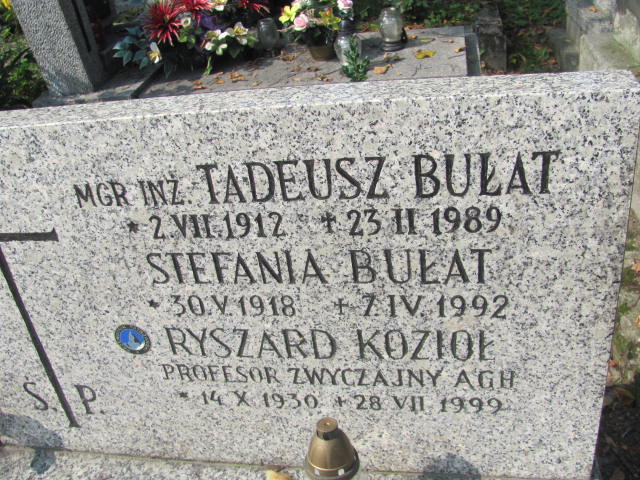 MGR INŻ. TADEUSZ BUŁAT
* 2 VII 1912 + 23 II 1989
STEFANIA BUŁAT
* 30 V 1918 + 7 IV 1992
RYSZARD KOZIOŁ
PROFESOR ZWYCZAJNY AGH
* 14 X 1930 + 28 VII 1999
Ś. P.